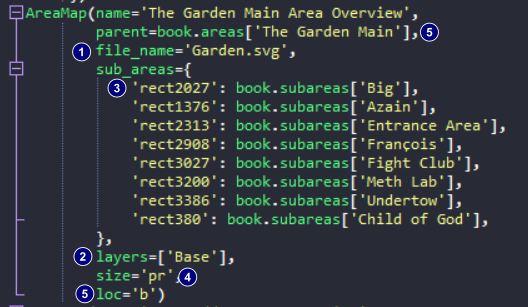 AreaMap(name='The Garden Main Area Overview',
parent=book.areas['The Garden Main'], 5
1 file_name='Garden.svg',
sub_areas={
3 'rect2027': book.subareas['Big'],
'rect1376': book.subareas['Azain'],
'rect2313': book.subareas['Entrance Area'],
'rect2908': book.subareas['François'],
'rect3027': book.subareas['Fight Club'],
'rect3200': book.subareas['Meth Lab'],
'rect3386': book.subareas['Undertow'],
'rect380': book.subareas['Child of God'],
},
2 layers=['Base'],
size='pr', 4
5 loc='b')